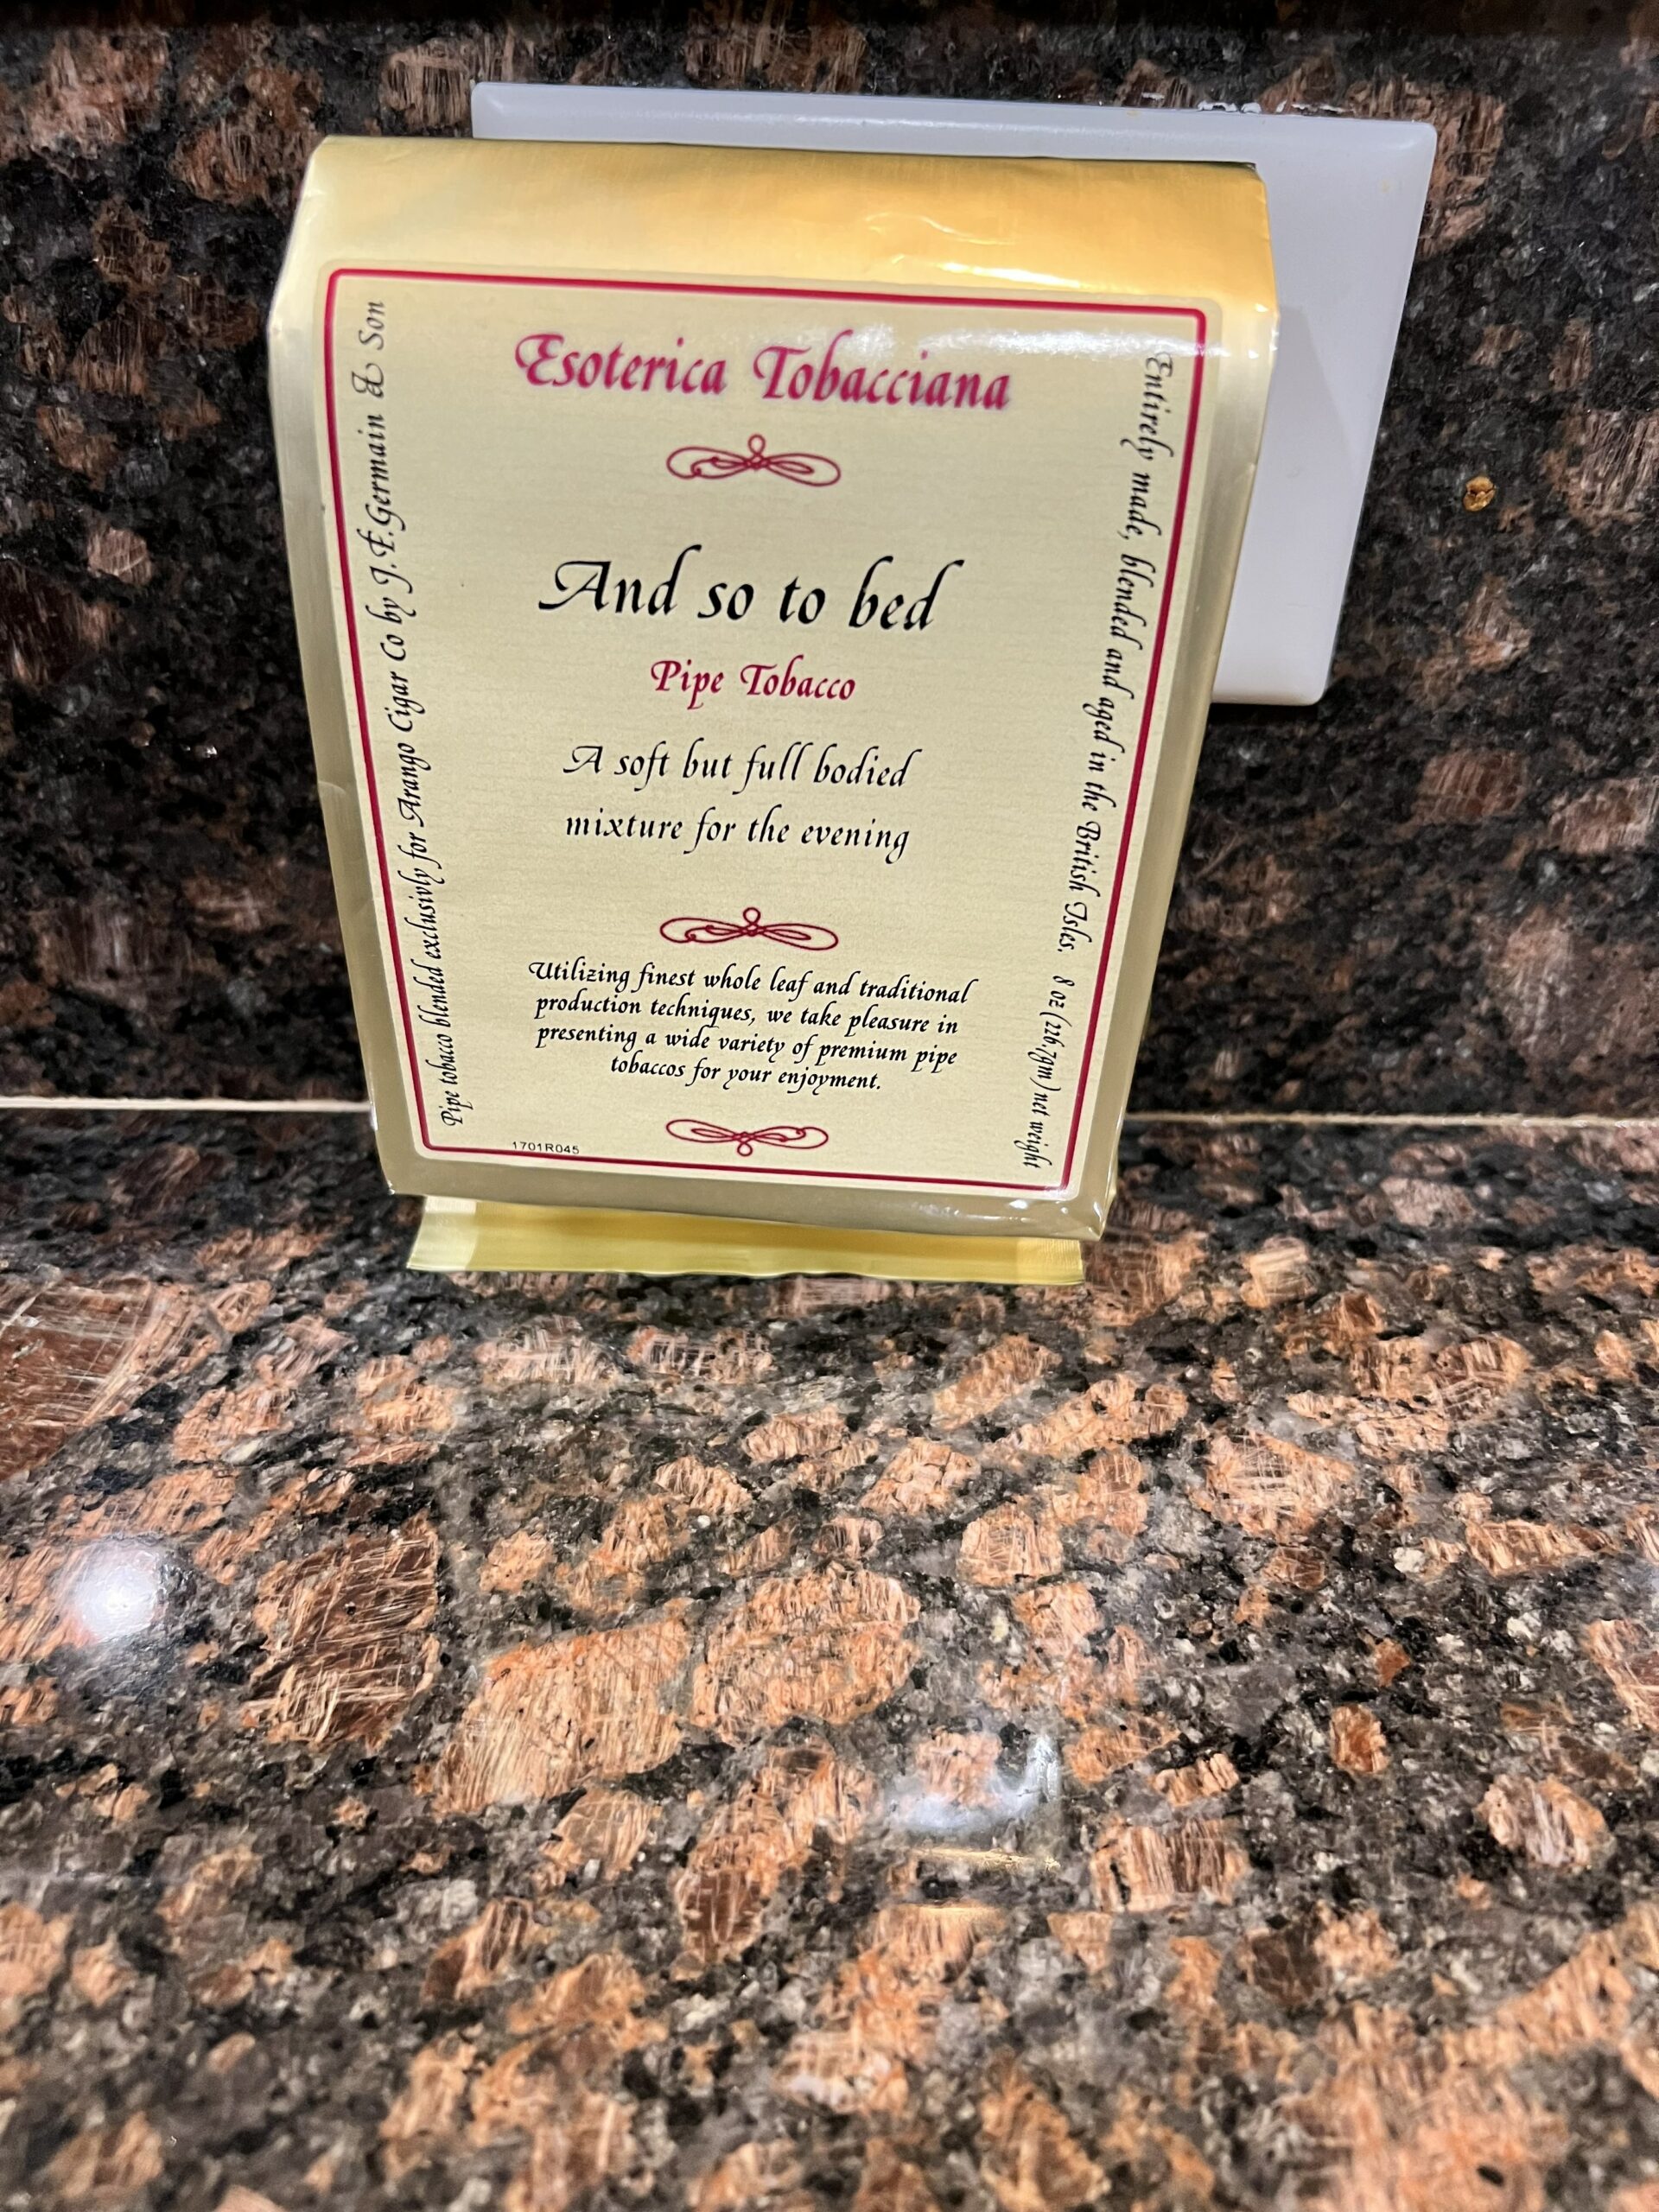 Esoterica Tobacciana
And so to bed
Pipe Tobacco
A soft but full bodied
mixture for the evening
Utilizing finest whole leaf and traditional
production techniques, we take pleasure in
presenting a wide variety of premium pipe
tobaccos for your enjoyment.
1701R045
Pipe tobacco blended exclusivly for Arango Cigar Co by J.F.Germain & Son
Entirely made, blended and aged in the British Isles. 8 oz (226,7gm) net weight